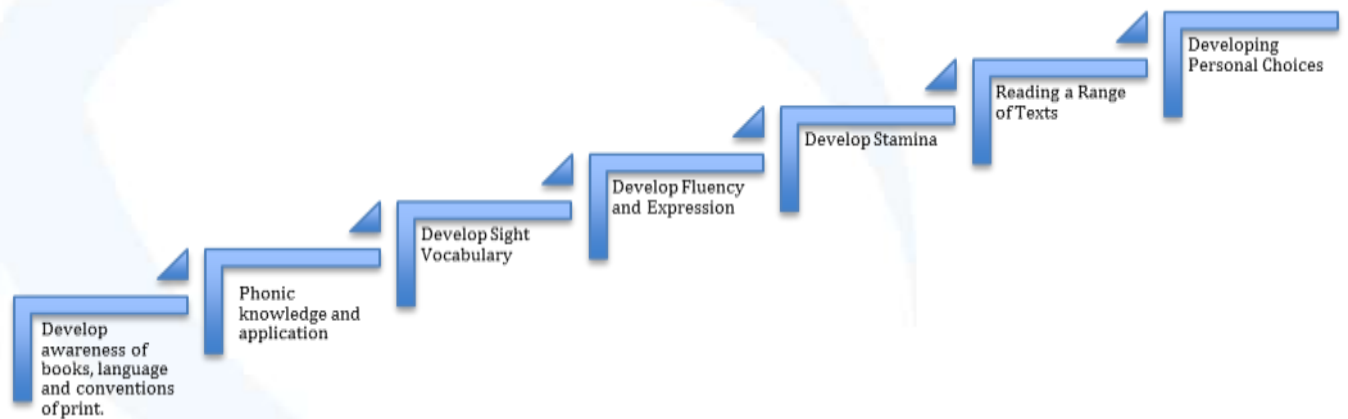 Develop
awareness of
books, language
and conventions
of print.
Phonic
knowledge and
application
Develop Sight
Vocabulary
Develop Fluency
and Expression
Develop Stamina
Reading a Range
of Texts
Developing
Personal Choices